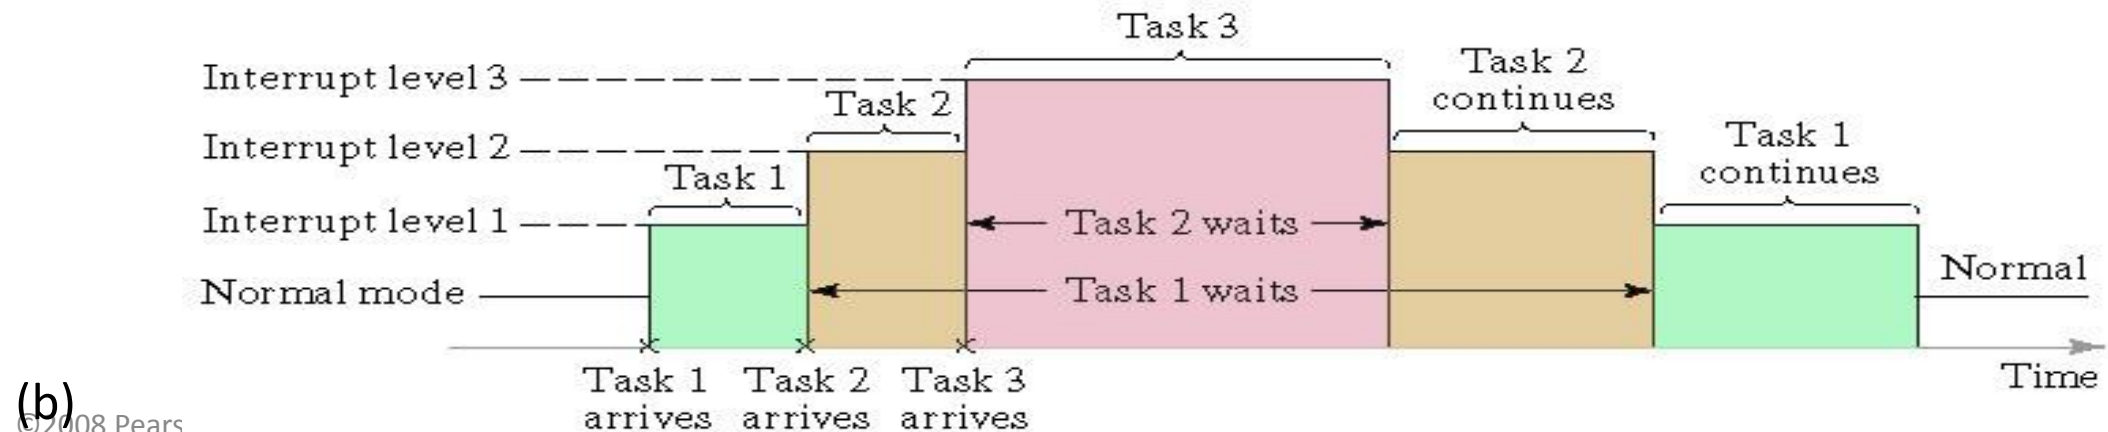 Task 3
Task 2
continues
Interrupt level 3
Task 2
Task 1
continues
Interrupt level 2
Task 1
Interrupt level 1
Task 2 waits
Normal
Normal mode
Task 1 waits
Time
Task 1
arrives
Task 2
arrives
Task 3
arrives
(b)
©2008 Pears